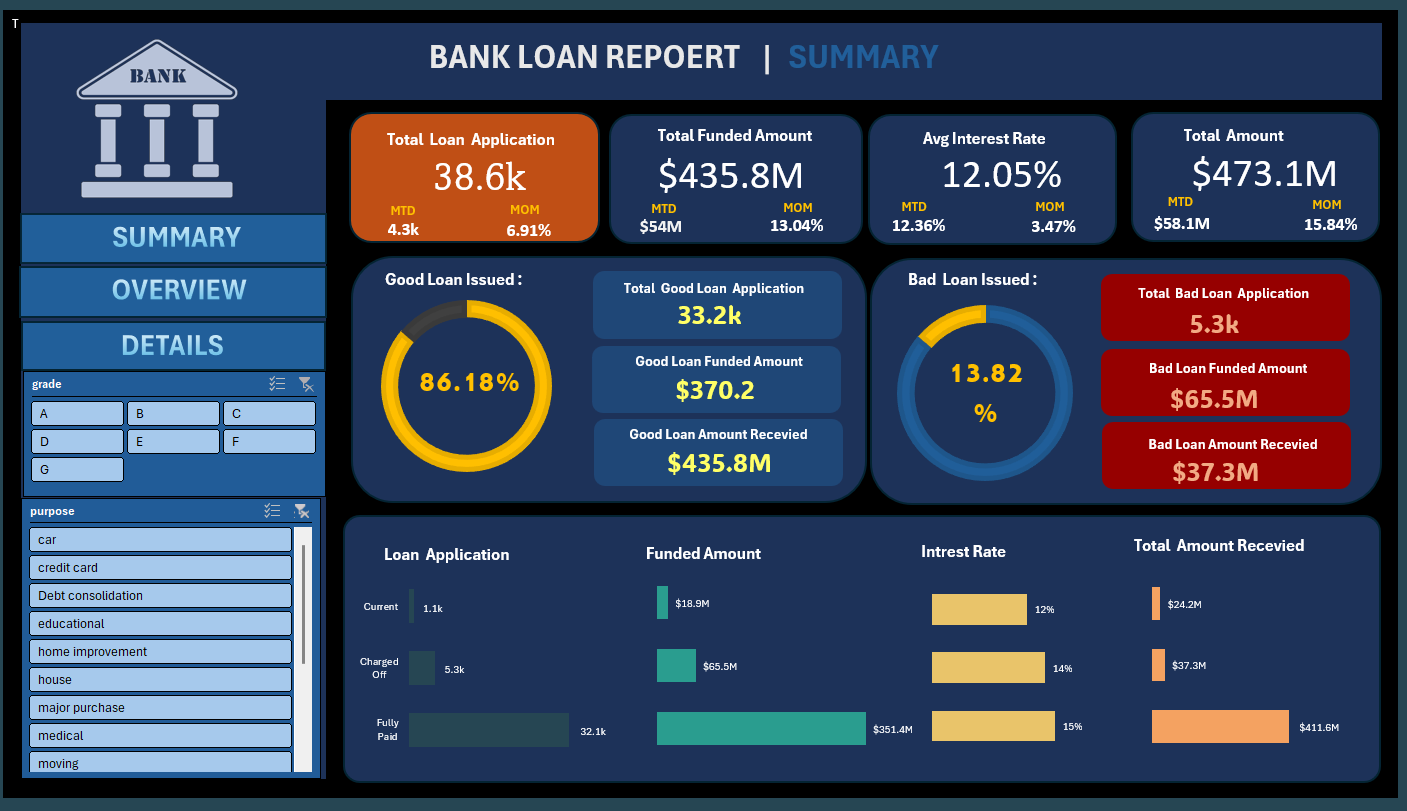 T
BANK
BANK LOAN REPOERT | SUMMARY
Total Loan Application
38.6k
MTD MOM
4.3k 6.91%
Total Funded Amount
$435.8M
MTD MOM
$54M 13.04%
Avg Interest Rate
12.05%
MTD MOM
12.36% 3.47%
Total Amount
$473.1M
MTD MOM
$58.1M 15.84%
SUMMARY
OVERVIEW
DETAILS
grade
A B C
D E F
G
purpose
car
credit card
Debt consolidation
educational
home improvement
house
major purchase
medical
moving
Good Loan Issued :
86.18%
Total Good Loan Application
33.2k
Good Loan Funded Amount
$370.2
Good Loan Amount Recevied
$435.8M
Bad Loan Issued :
13.82
%
Total Bad Loan Application
5.3k
Bad Loan Funded Amount
$65.5M
Bad Loan Amount Recevied
$37.3M
Loan Application
Current 1.1k
Charged
Off 5.3k
Fully
Paid 32.1k
Funded Amount
$18.9M
$65.5M
$351.4M
Intrest Rate
12%
14%
15%
Total Amount Recevied
$24.2M
$37.3M
$411.6M